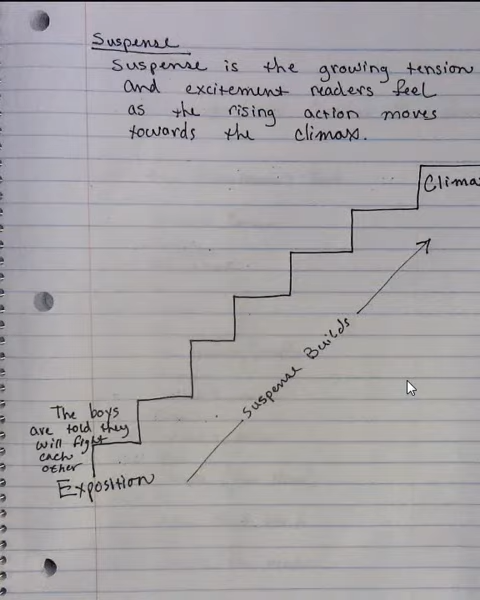 Suspense
Suspense is the growing tension
and excitement readers feel
as the rising action moves
towards the climax.
Clima
Suspense Builds
The boys
are told they
will fight
each
other
Exposition